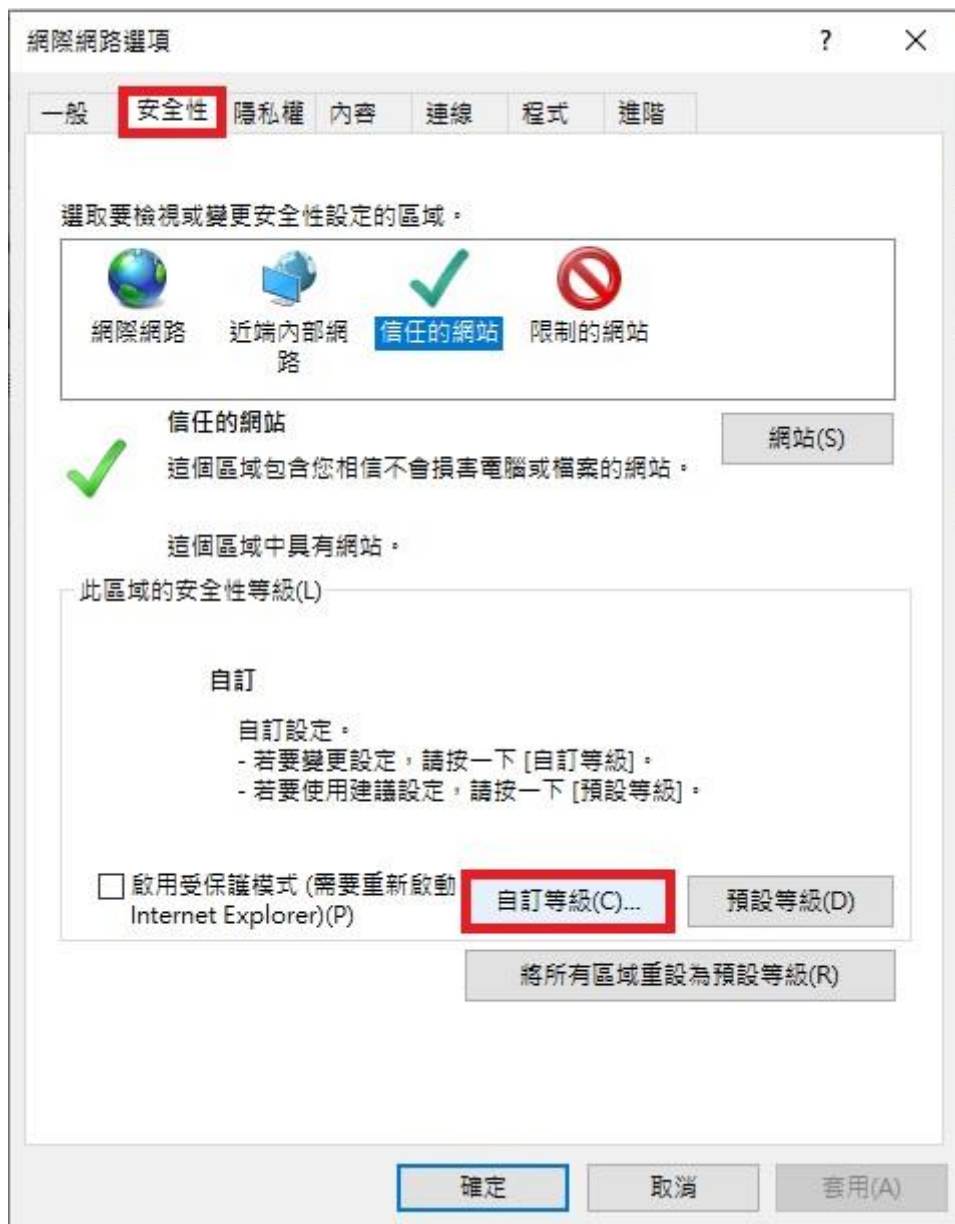 網際網路選項
?
一般 安全性 隱私權 內容 連線 程式 進階
選取要檢視或變更安全性設定的區域。
網際網路
近端內部網
路
信任的網站
限制的網站
信任的網站
網站(S)
這個區域包含您相信不會損害電腦或檔案的網站。
這個區域中具有網站。
此區域的安全性等級(L)
自訂
自訂設定。
- 若要變更設定，請按一下 [自訂等級]。
- 若要使用建議設定，請按一下 [預設等級]。
啟用受保護模式 (需要重新啟動
Internet Explorer)(P)
自訂等級(C)...
預設等級(D)
將所有區域重設為預設等級(R)
確定
取消
套用(A)